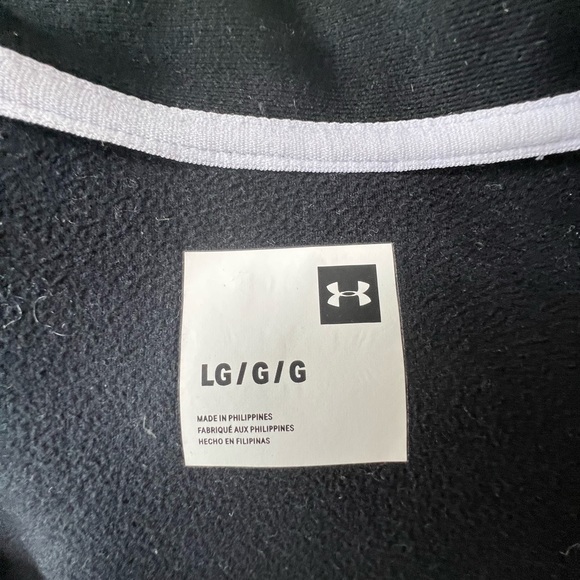 LG/G/G
MADE IN PHILIPPINES
FABRIQUÉ AUX PHILIPPINES
HECHO EN FILIPINAS